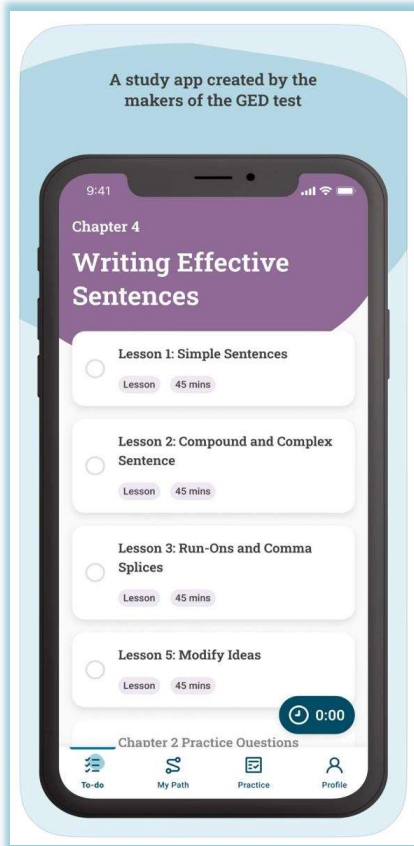 A study app created by the
makers of the GED test
9:41
Chapter 4
Writing Effective
Sentences
Lesson 1: Simple Sentences
Lesson 45 mins
Lesson 2: Compound and Complex
Sentence
Lesson 45 mins
Lesson 3: Run-Ons and Comma
Splices
Lesson 45 mins
Lesson 5: Modify Ideas
Lesson 45 mins
0:00
Chapter 2 Practice Questions
To-do My Path Practice Profile